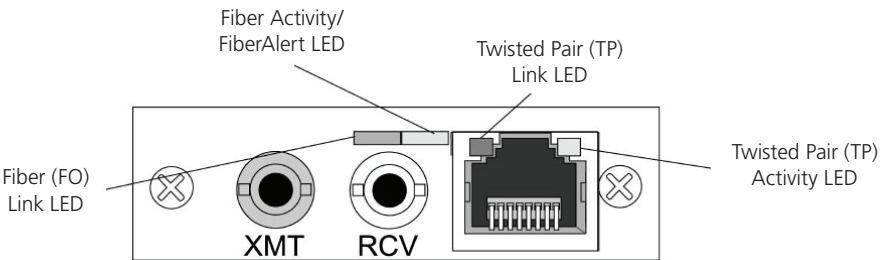 Fiber Activity/
FiberAlert LED
Twisted Pair (TP)
Link LED
Fiber (FO)
Link LED
Twisted Pair (TP)
Activity LED
XMT
RCV